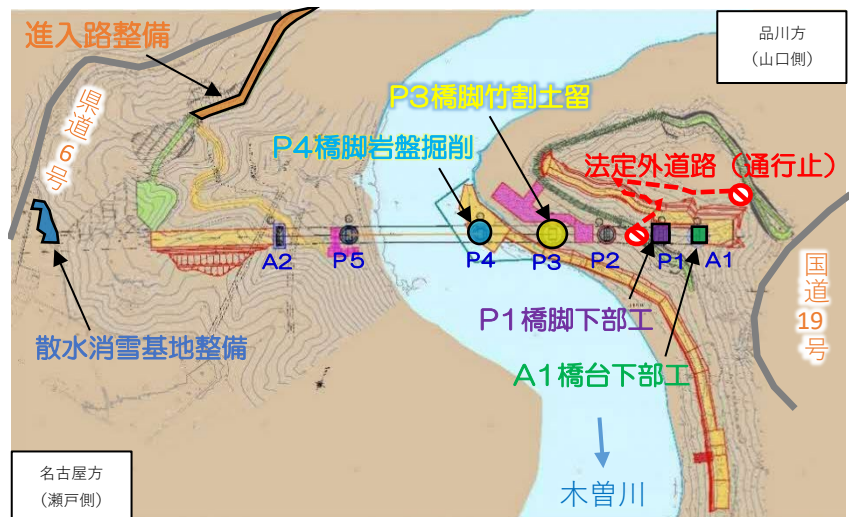 進入路整備
品川方
（山口側）
P3橋脚竹割土留
県道6号
P4橋脚岩盤掘削
法定外道路（通行止）
A2
P5
P4
P3
P2
P1
A1
国道19号
P1橋脚下部工
散水消雪基地整備
A1橋台下部工
名古屋方
（瀬戸側）
木曽川